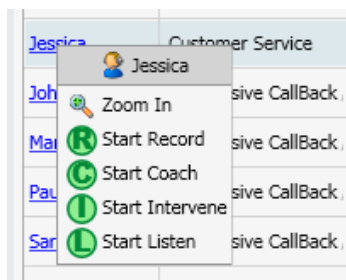 Jessica Customer Service
Jessica
Joh sive CallBack
Zoom In
Mar sive CallBack
R Start Record
C Start Coach
Pau sive CallBack
I Start Intervene
Sar sive CallBack
L Start Listen